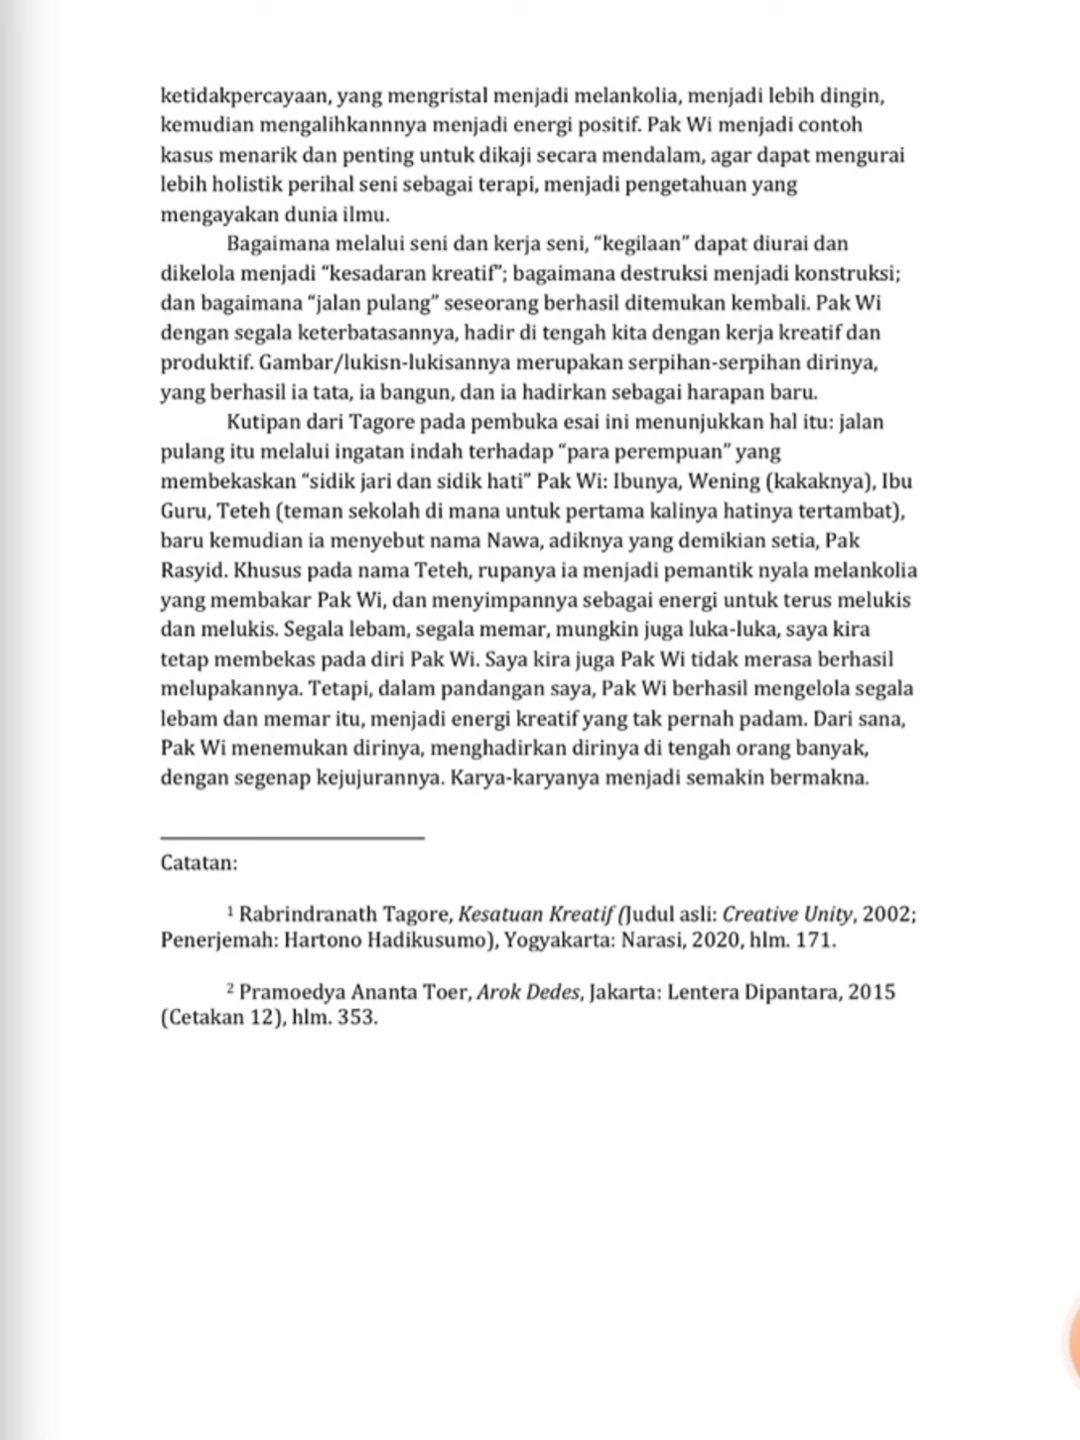 ketidakpercayaan, yang mengristal menjadi melankolia, menjadi lebih dingin,
kemudian mengalihkannnya menjadi energi positif. Pak Wi menjadi contoh
kasus menarik dan penting untuk dikaji secara mendalam, agar dapat mengurai
lebih holistik perihal seni sebagai terapi, menjadi pengetahuan yang
mengayakan dunia ilmu.
Bagaimana melalui seni dan kerja seni, “kegilaan” dapat diurai dan
dikelola menjadi “kesadaran kreatif”; bagaimana destruksi menjadi konstruksi;
dan bagaimana “jalan pulang” seseorang berhasil ditemukan kembali. Pak Wi
dengan segala keterbatasannya, hadir di tengah kita dengan kerja kreatif dan
produktif. Gambar/lukisn-lukisannya merupakan serpihan-serpihan dirinya,
yang berhasil ia tata, ia bangun, dan ia hadirkan sebagai harapan baru.
Kutipan dari Tagore pada pembuka esai ini menunjukkan hal itu: jalan
pulang itu melalui ingatan indah terhadap “para perempuan” yang
membekaskan “sidik jari dan sidik hati” Pak Wi: Ibunya, Wening (kakaknya), Ibu
Guru, Teteh (teman sekolah di mana untuk pertama kalinya hatinya tertambat),
baru kemudian ia menyebut nama Nawa, adiknya yang demikian setia, Pak
Rasyid. Khusus pada nama Teteh, rupanya ia menjadi pemantik nyala melankolia
yang membakar Pak Wi, dan menyimpannya sebagai energi untuk terus melukis
dan melukis. Segala lebam, segala memar, mungkin juga luka-luka, saya kira
tetap membekas pada diri Pak Wi. Saya kira juga Pak Wi tidak merasa berhasil
melupakannya. Tetapi, dalam pandangan saya, Pak Wi berhasil mengelola segala
lebam dan memar itu, menjadi energi kreatif yang tak pernah padam. Dari sana,
Pak Wi menemukan dirinya, menghadirkan dirinya di tengah orang banyak,
dengan segenap kejujurannya. Karya-karyanya menjadi semakin bermakna.
Catatan:
¹ Rabrindranath Tagore, Kesatuan Kreatif (Judul asli: Creative Unity, 2002;
Penerjemah: Hartono Hadikusumo), Yogyakarta: Narasi, 2020, hlm. 171.
² Pramoedya Ananta Toer, Arok Dedes, Jakarta: Lentera Dipantara, 2015
(Cetakan 12), hlm. 353.